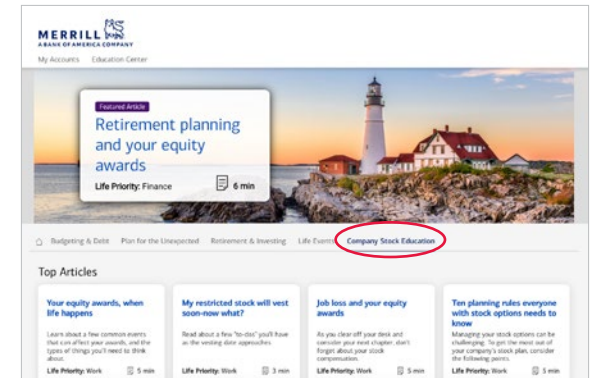 MERRILL
A BANK OF AMERICA COMPANY
My Accounts Education Center
Featured Article
Retirement planning
and your equity
awards
Life Priority: Finance 6 min
Budgeting & Debt Plan for the Unexpected Retirement & Investing Life Events Company Stock Education
Top Articles
Your equity awards, when
life happens
Learn about a few common events
that can affect your awards, and the
types of things you'll need to think
about.
Life Priority: Work 5 min
My restricted stock will vest
soon-now what?
Read about a few "to-dos" you'll have
as the vesting date approaches.
Life Priority: Work 3 min
Job loss and your equity
awards
As you clear off your desk and
consider your next chapter, don't
forget about your stock
compensation.
Life Priority: Work 5 min
Ten planning rules everyone
with stock options needs to
know
Managing your stock options can be
challenging. To get the most out of
your company's stock plan, consider
the following points.
Life Priority: Work 5 min